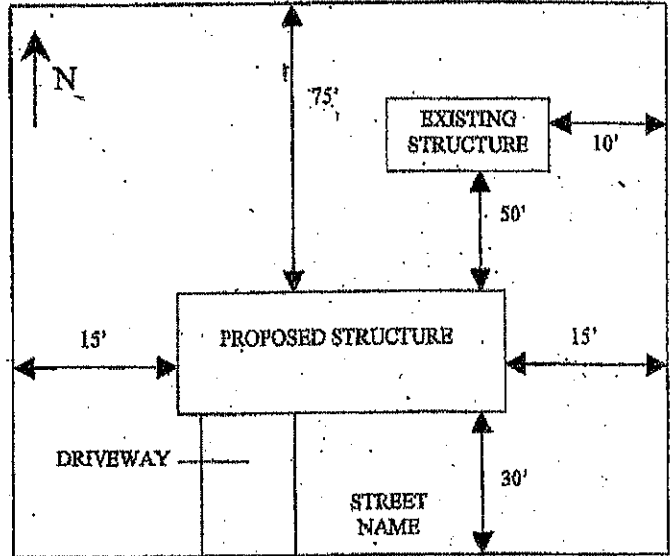 N
75'
EXISTING
STRUCTURE
10'
50'
15'
PROPOSED STRUCTURE
15'
DRIVEWAY
30'
STREET
NAME